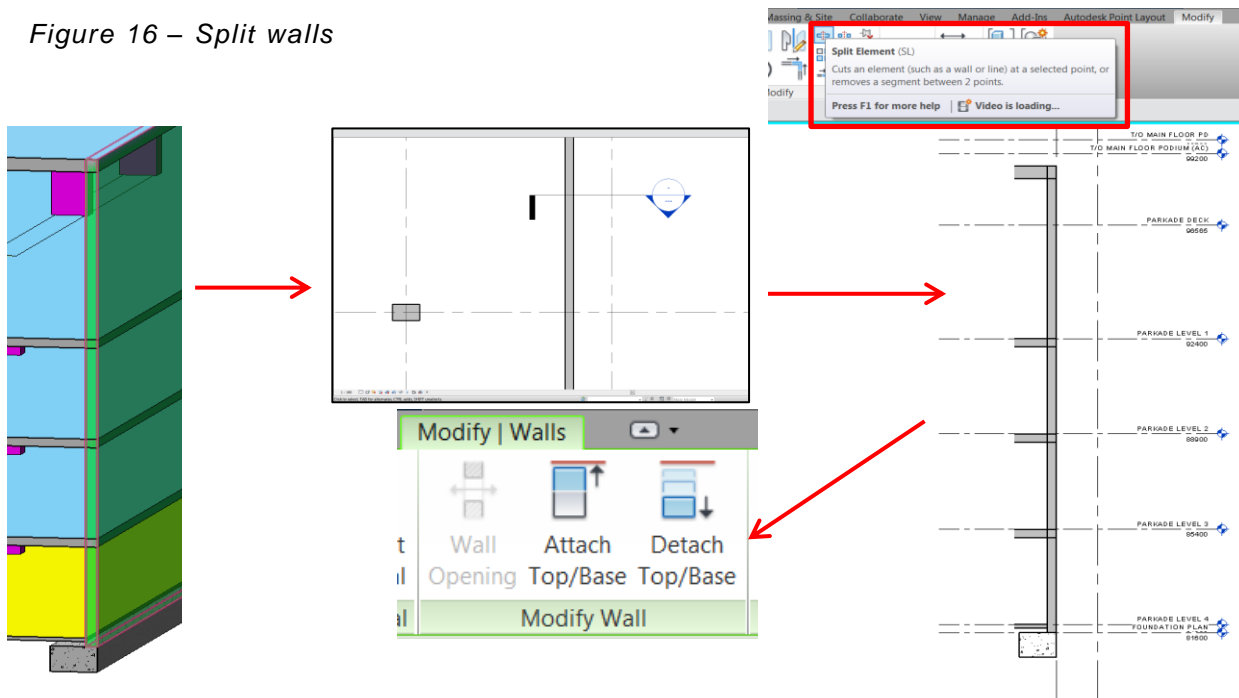 Figure 16 – Split walls
Massing & Site Collaborate View Manage Add-Ins Autodesk Point Layout Modify
Split Element (SL)
Cuts an element (such as a wall or line) at a selected point, or
removes a segment between 2 points.
Press F1 for more help Video is loading...
odify
T/O MAIN FLOOR PD
T/O MAIN FLOOR PODIUM (AC)
99200
PARKADE DECK
PARKADE LEVEL 1
92400
PARKADE LEVEL 2
88900
PARKADE LEVEL 3
85400
PARKADE LEVEL 4
FOUNDATION PLAN
Modify | Walls
Wall Opening
Attach Top/Base
Detach Top/Base
Modify Wall